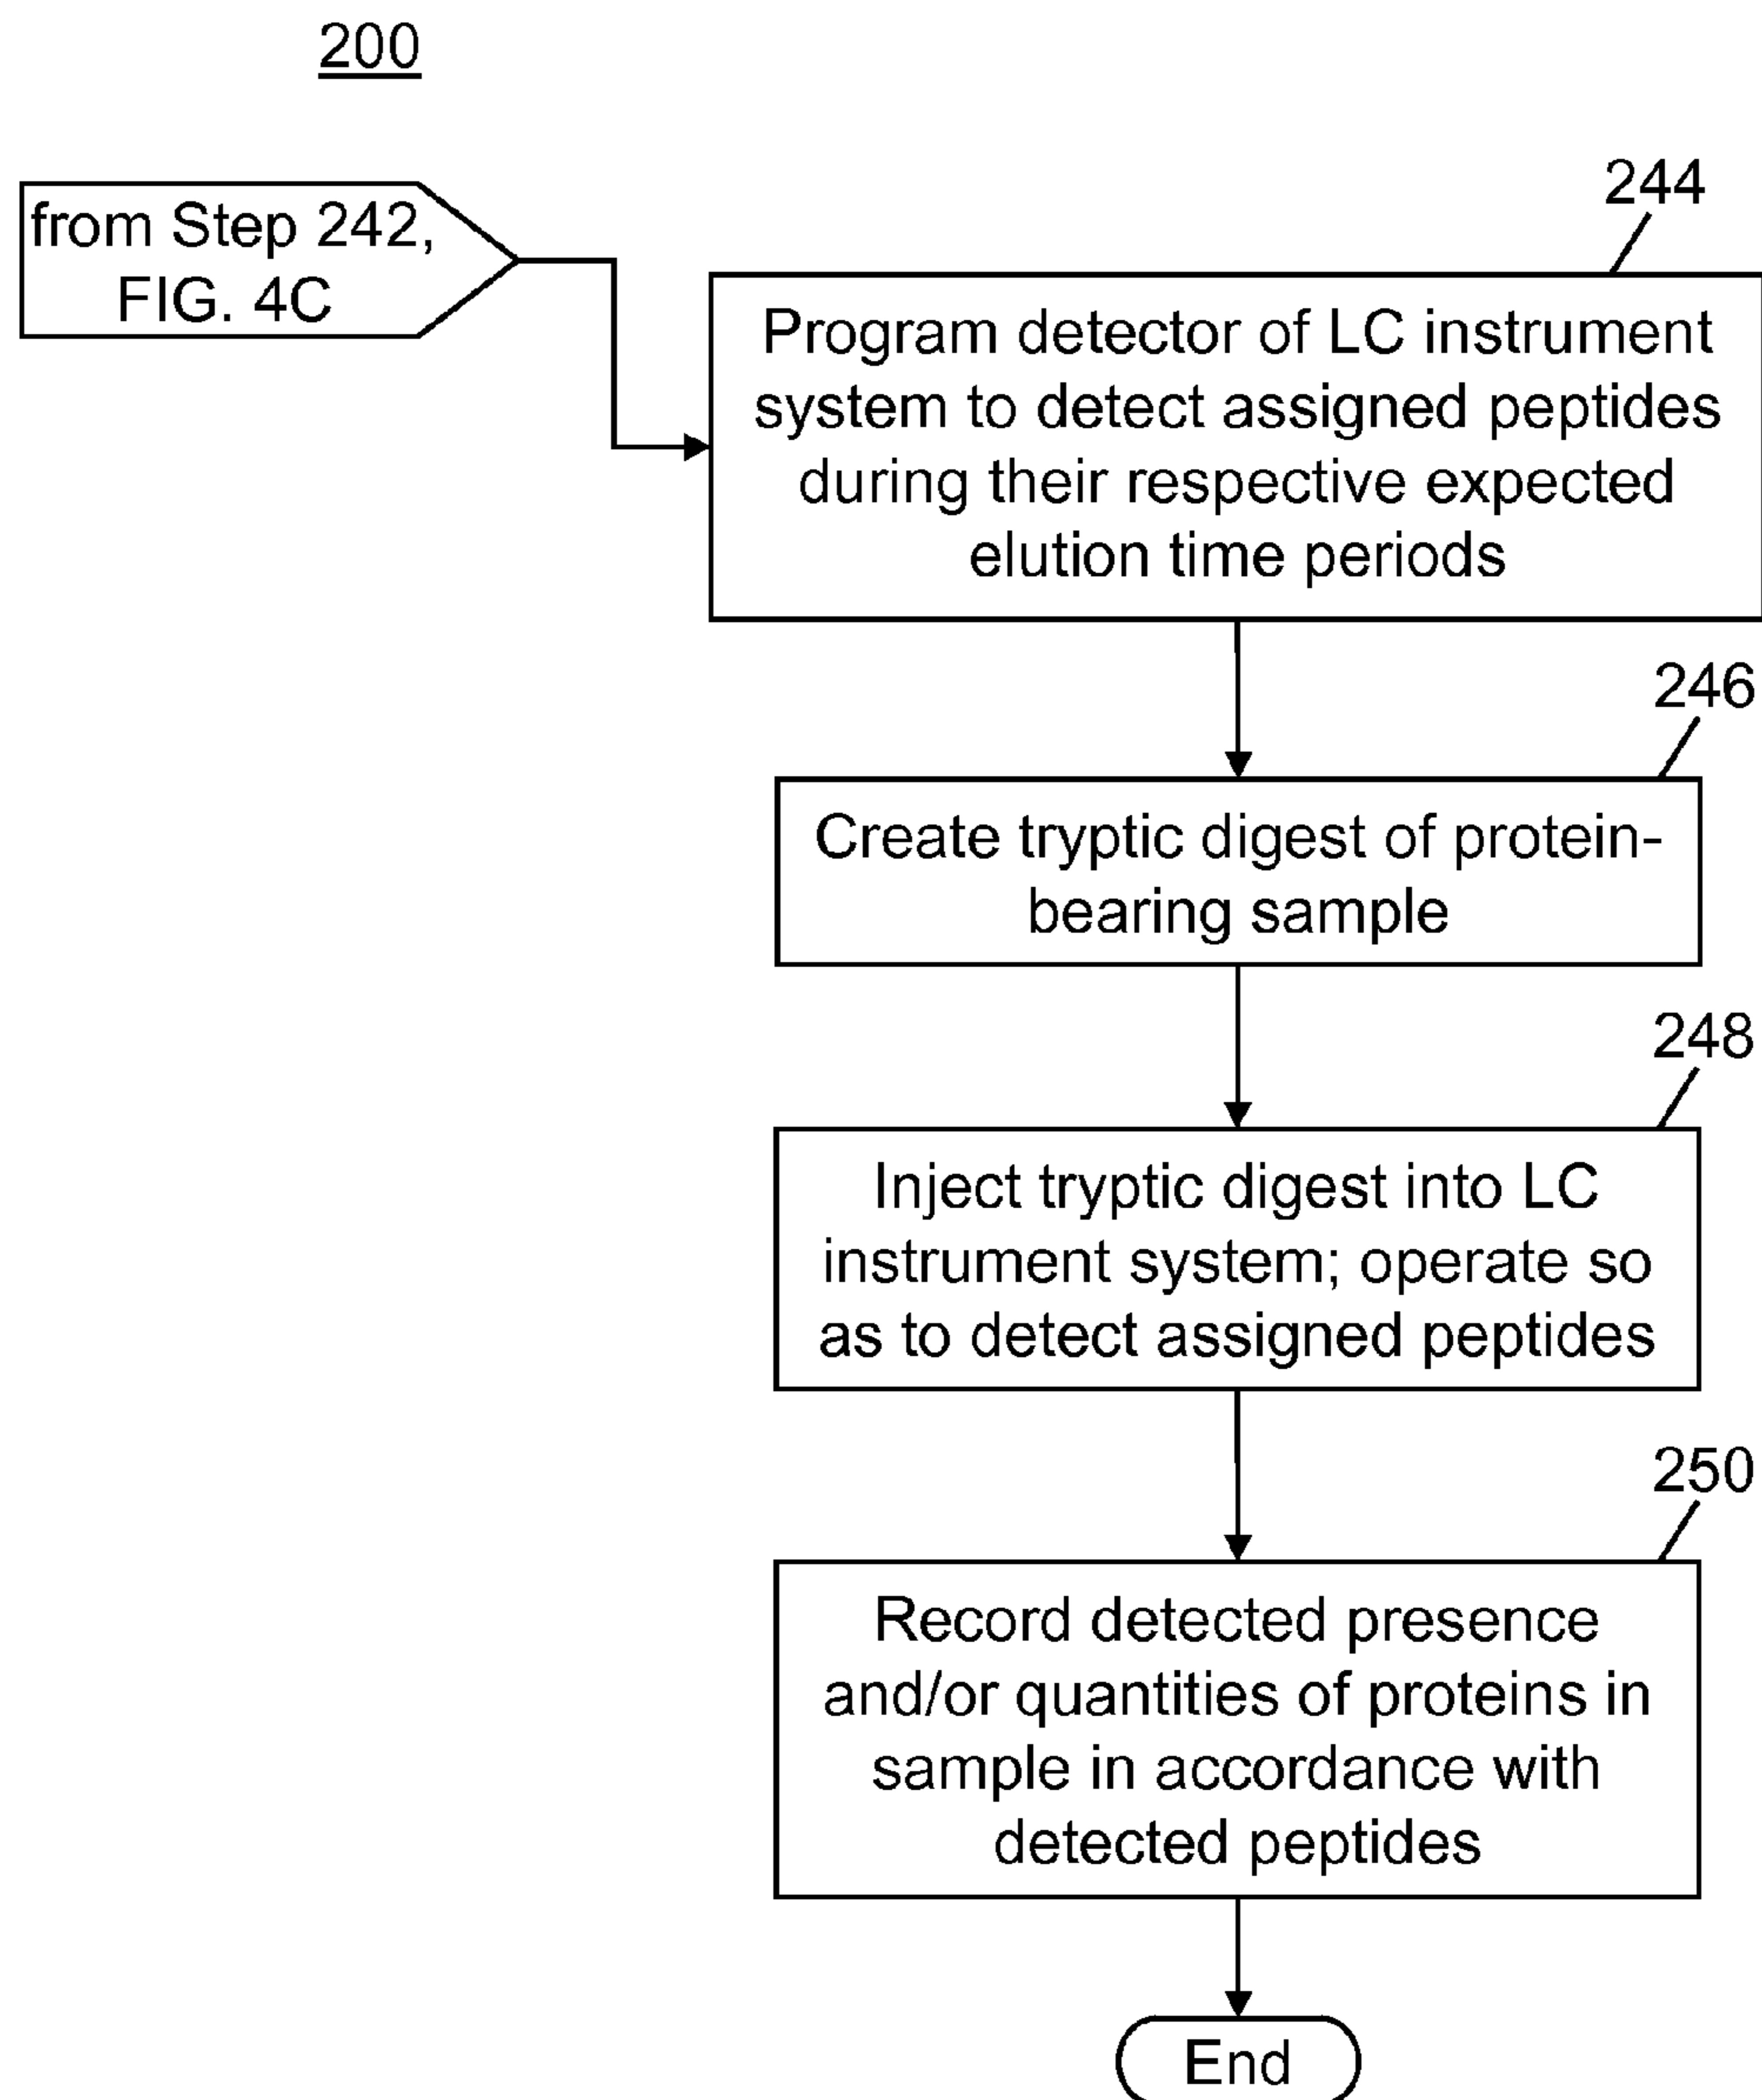 200
from Step 242,
FIG. 4C
244
Program detector of LC instrument
system to detect assigned peptides
during their respective expected
elution time periods
246
Create tryptic digest of protein-
bearing sample
248
Inject tryptic digest into LC
instrument system; operate so
as to detect assigned peptides
250
Record detected presence
and/or quantities of proteins in
sample in accordance with
detected peptides
End